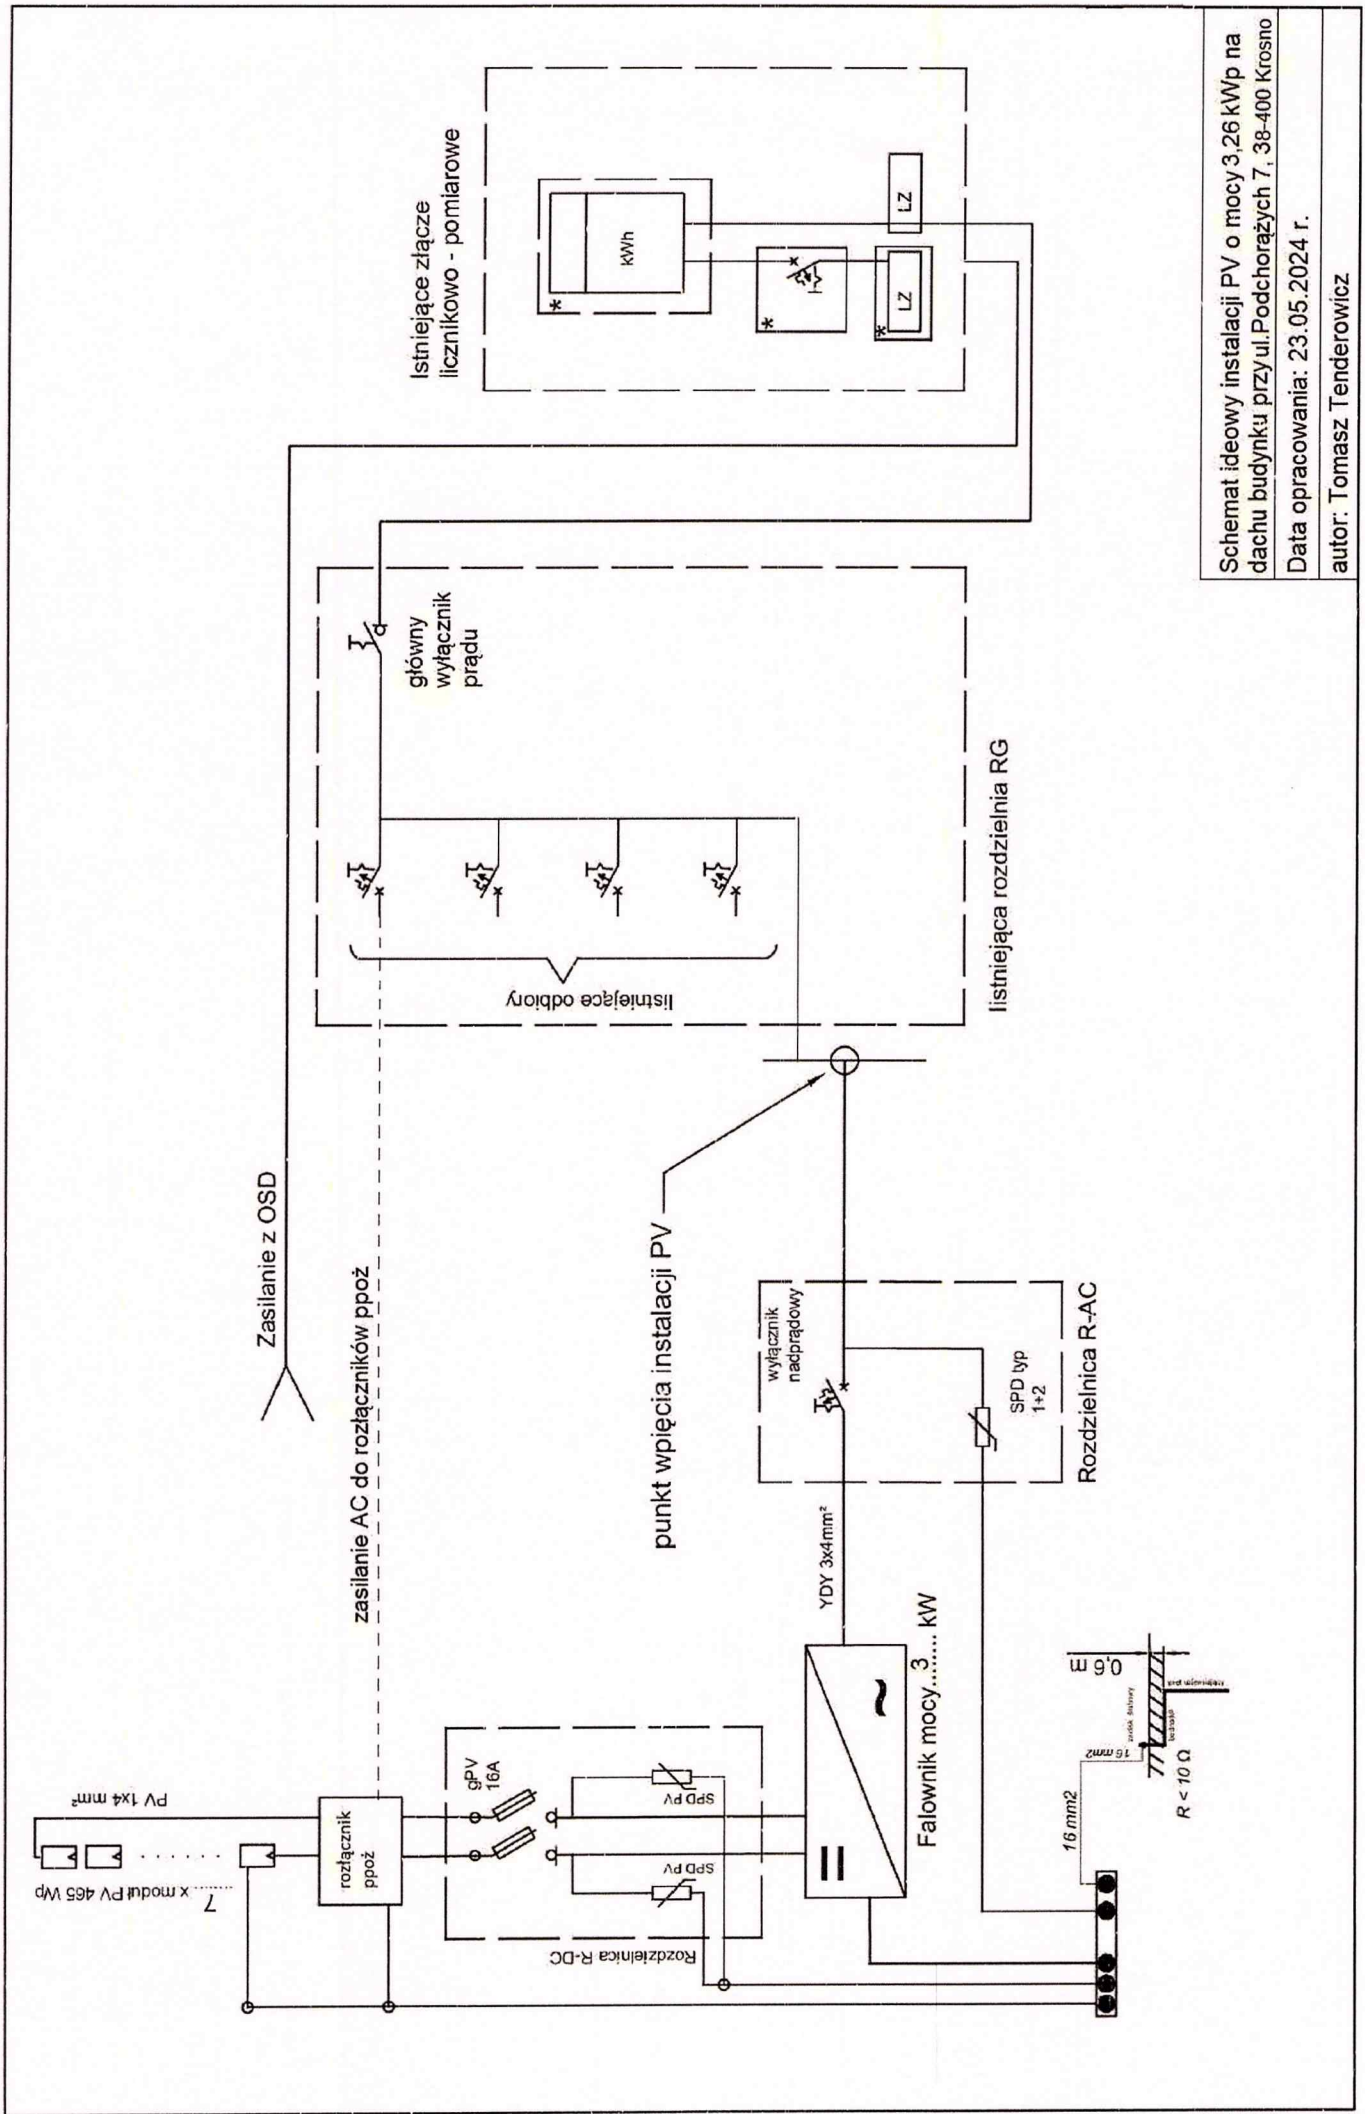 Istniejące złącze
licznikowo - pomiarowe
*
kWh
*
*
LZ
LZ
Zasilanie z OSD
główny
wyłącznik
prądu
Iistniejące odbiory
Iistniejąca rozdzielnia RG
zasilanie AC do rozłączników ppoż
punkt wpięcia instalacji PV
wyłącznik
nadprądowy
SPD typ
1+2
Rozdzielnica R-AC
YDY 3x4mm²
Falownik mocy...3.... kW
PV 1x4 mm²
7 ........ x moduł PV 465 Wp
rozłącznik
ppoż
gPV
16A
SPD PV
SPD PV
Rozdzielnica R-DC
16 mm2
16 mm2
0,6 m
R < 10 Ω
Schemat ideowy instalacji PV o mocy 3,26 kWp na
dachu budynku przy ul.Podchorążych 7, 38-400 Krosno
Data opracowania: 23.05.2024 r.
autor: Tomasz Tenderowicz